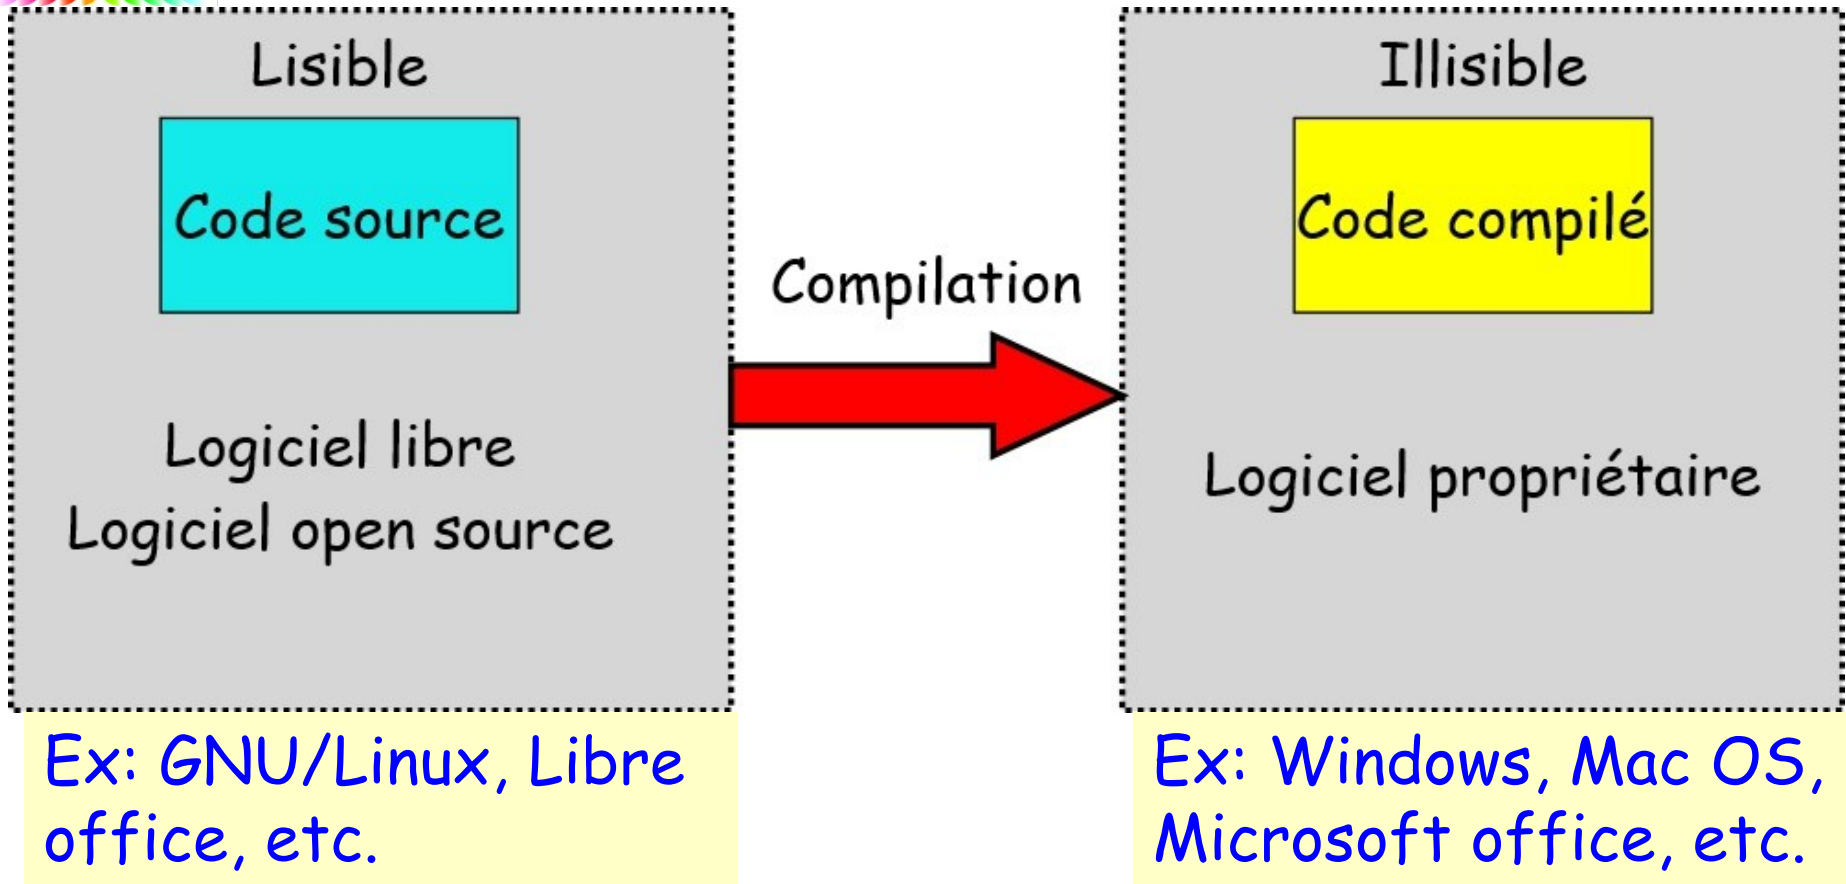 Lisible
Code source
Logiciel libre
Logiciel open source
Ex: GNU/Linux, Libre
office, etc.
Compilation
Illisible
Code compilé
Logiciel propriétaire
Ex: Windows, Mac OS,
Microsoft office, etc.